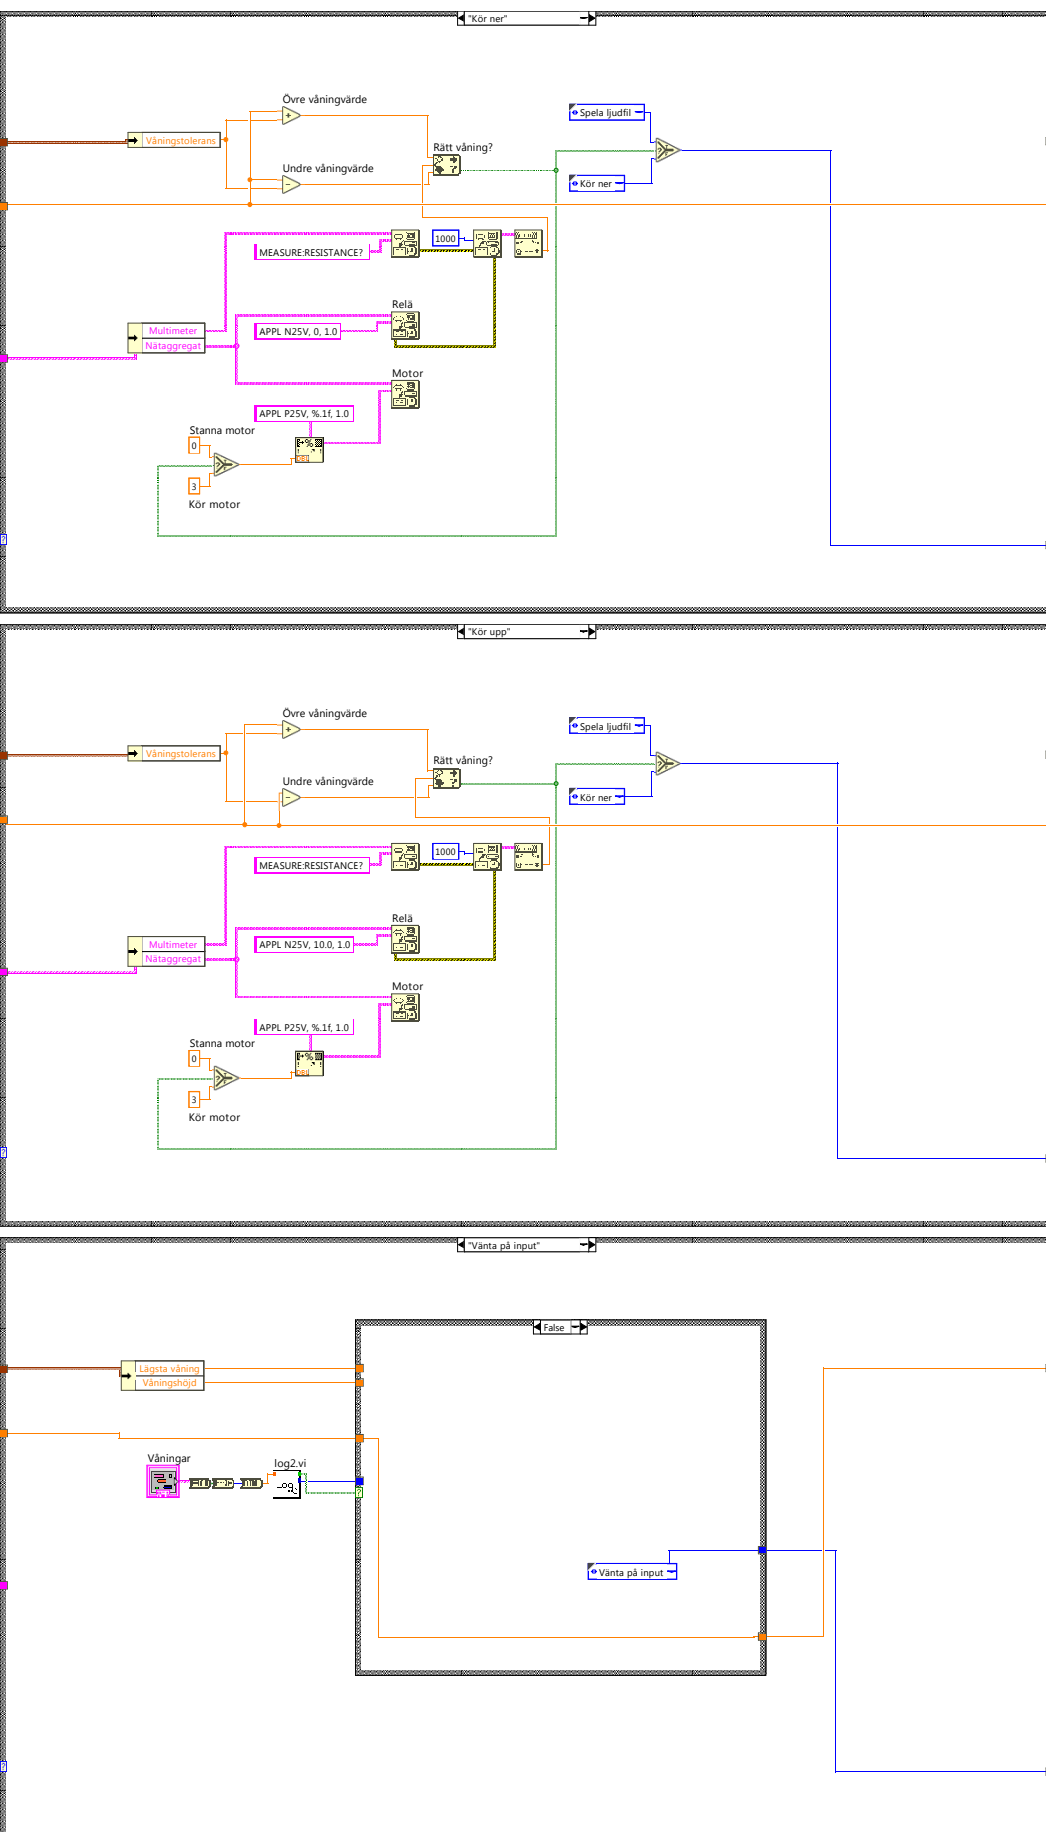 "Kör ner"
Övre våningvärde
+
Våningstolerans
Undre våningvärde
-
Rätt våning?
Spela ljudfil
Kör ner
MEASURE:RESISTANCE?
1000
Multimeter
Nätaggregat
Relä
APPL N25V, 0, 1.0
Motor
APPL P25V, %.1f, 1.0
Stanna motor
0
3
Kör motor
?
"Kör upp"
Övre våningvärde
+
Våningstolerans
Undre våningvärde
-
Rätt våning?
Spela ljudfil
Kör ner
MEASURE:RESISTANCE?
1000
Multimeter
Nätaggregat
Relä
APPL N25V, 10.0, 1.0
Motor
APPL P25V, %.1f, 1.0
Stanna motor
0
3
Kör motor
?
"Vänta på input"
False
Lägsta våning
Våningshöjd
Våningar
log2.vi
?
Vänta på input
?